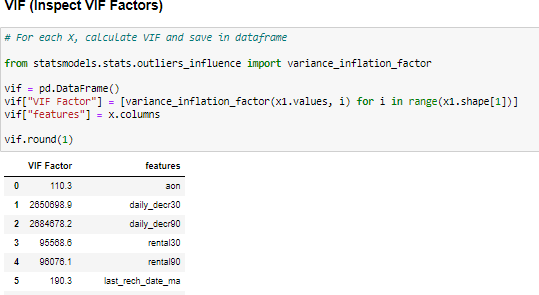 VIF (Inspect VIF Factors)
# For each X, calculate VIF and save in dataframe
from statsmodels.stats.outliers_influence import variance_inflation_factor
vif = pd.DataFrame()
vif["VIF Factor"] = [variance_inflation_factor(x1.values, i) for i in range(x1.shape[1])]
vif["features"] = x.columns
vif.round(1)
VIF Factor features
0 110.3 aon
1 2650698.9 daily_decr30
2 2684678.2 daily_decr90
3 95568.6 rental30
4 96076.1 rental90
5 190.3 last_rech_date_ma